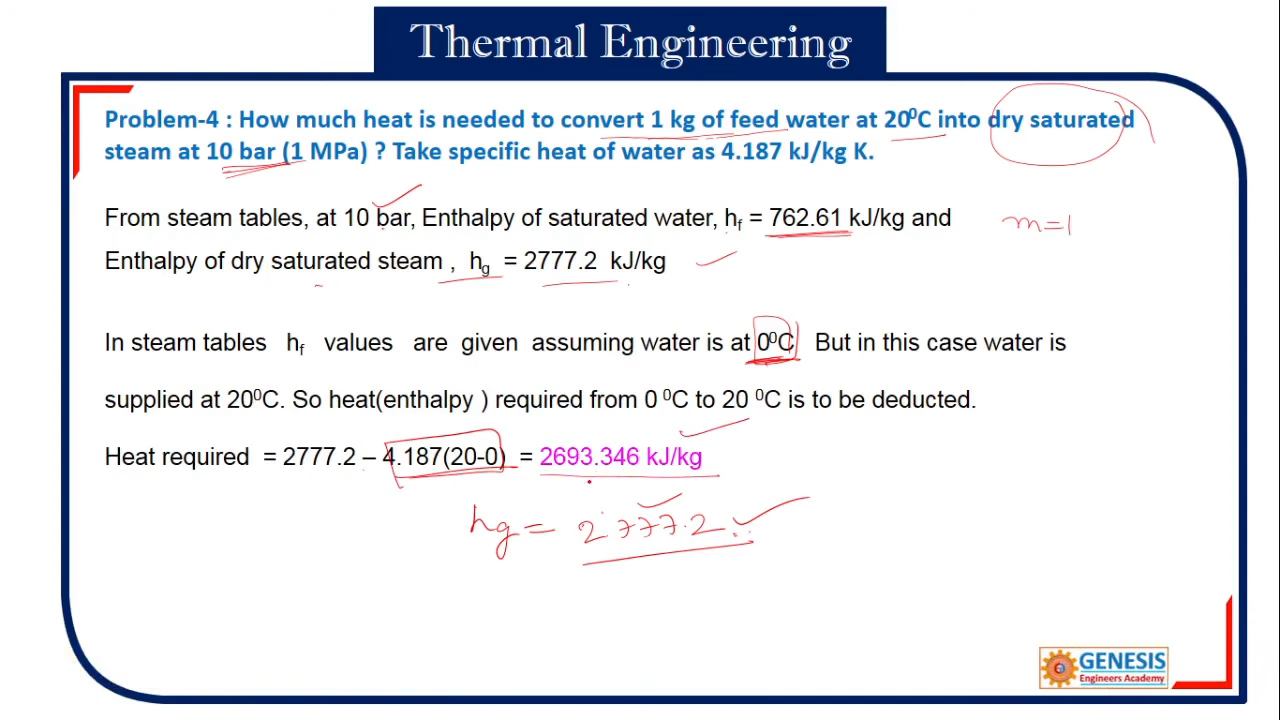 Thermal Engineering
Problem-4 : How much heat is needed to convert 1 kg of feed water at 20⁰C into dry saturated
steam at 10 bar (1 MPa) ? Take specific heat of water as 4.187 kJ/kg K.
From steam tables, at 10 bar, Enthalpy of saturated water, hf = 762.61 kJ/kg and
m=1
Enthalpy of dry saturated steam , hg = 2777.2 kJ/kg
In steam tables hf values are given assuming water is at 0⁰C But in this case water is
supplied at 20⁰C. So heat(enthalpy ) required from 0 ⁰C to 20 ⁰C is to be deducted.
Heat required = 2777.2 – 4.187(20-0) = 2693.346 kJ/kg
hg = 2777.2
GENESIS
Engineers Academy